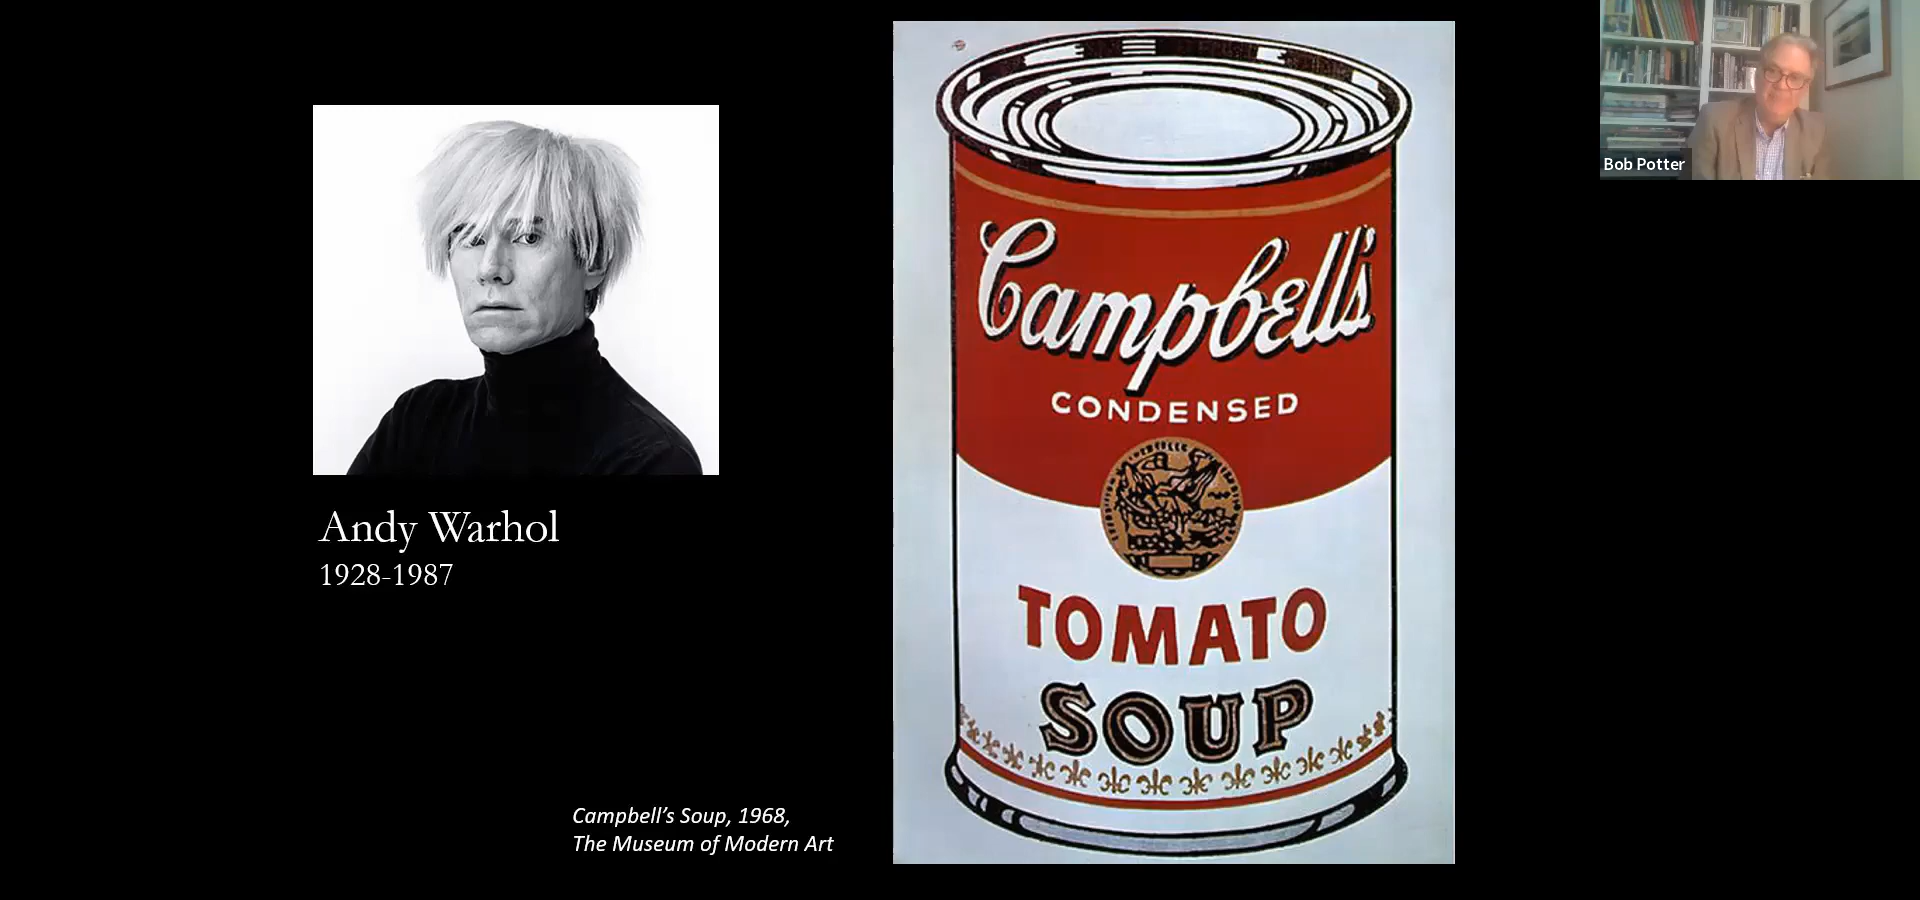 Andy Warhol
1928-1987
Campbell's Soup, 1968,
The Museum of Modern Art
Campbell's
CONDENSED
TOMATO
SOUP
Bob Potter